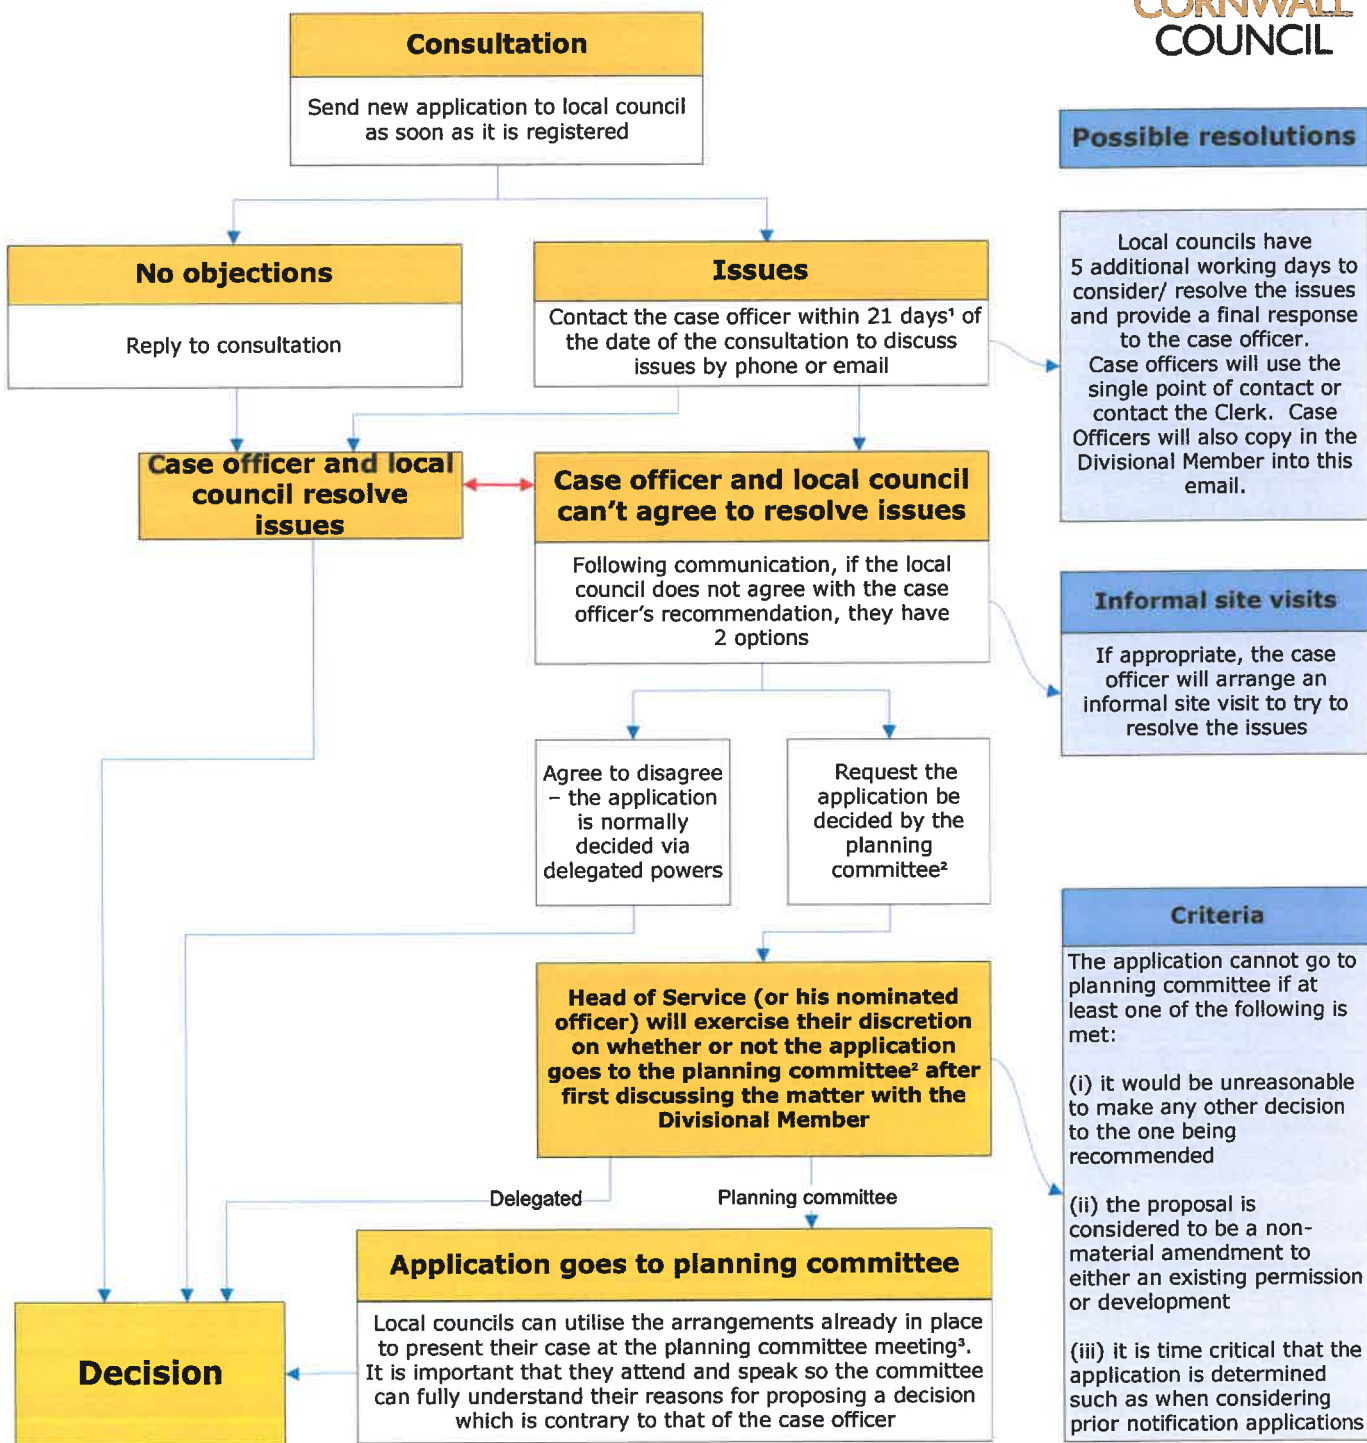 CORNWALL
COUNCIL
Consultation
Send new application to local council
as soon as it is registered
No objections
Reply to consultation
Issues
Contact the case officer within 21 days¹ of
the date of the consultation to discuss
issues by phone or email
Possible resolutions
Local councils have
5 additional working days to
consider/ resolve the issues
and provide a final response
to the case officer.
Case officers will use the
single point of contact or
contact the Clerk. Case
Officers will also copy in the
Divisional Member into this
email.
Case officer and local
council resolve
issues
Case officer and local council
can't agree to resolve issues
Following communication, if the local
council does not agree with the case
officer's recommendation, they have
2 options
Informal site visits
If appropriate, the case
officer will arrange an
informal site visit to try to
resolve the issues
Agree to disagree
– the application
is normally
decided via
delegated powers
Request the
application be
decided by the
planning
committee²
Head of Service (or his nominated
officer) will exercise their discretion
on whether or not the application
goes to the planning committee² after
first discussing the matter with the
Divisional Member
Criteria
The application cannot go to
planning committee if at
least one of the following is
met:
(i) it would be unreasonable
to make any other decision
to the one being
recommended
(ii) the proposal is
considered to be a non-
material amendment to
either an existing permission
or development
(iii) it is time critical that the
application is determined
such as when considering
prior notification applications
Delegated
Planning committee
Application goes to planning committee
Local councils can utilise the arrangements already in place
to present their case at the planning committee meeting³.
It is important that they attend and speak so the committee
can fully understand their reasons for proposing a decision
which is contrary to that of the case officer
Decision